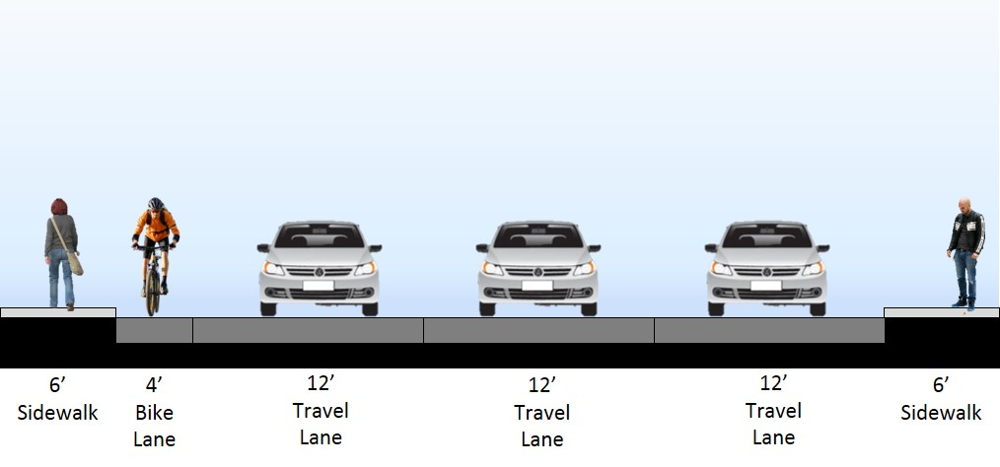 6’
Sidewalk
4’
Bike
Lane
12’
Travel
Lane
12’
Travel
Lane
12’
Travel
Lane
6’
Sidewalk